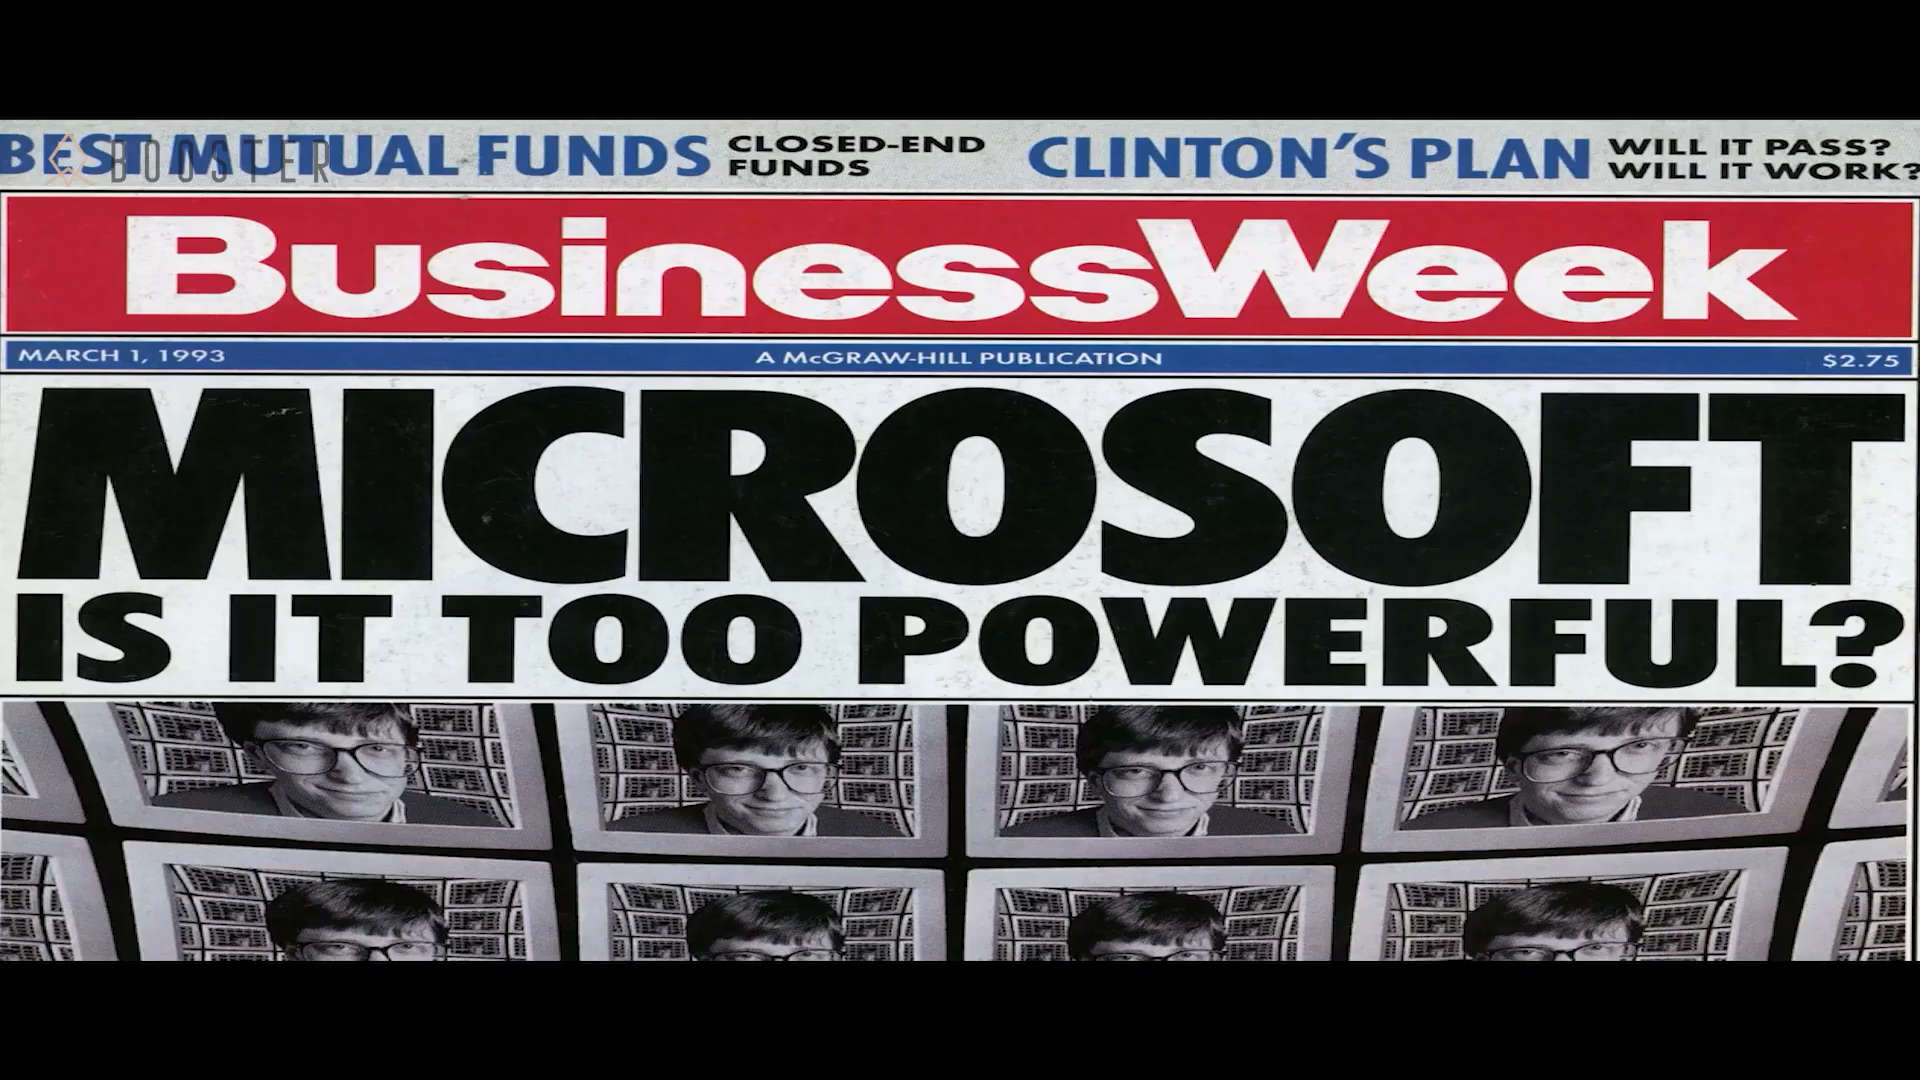 BEST MUTUAL FUNDS CLOSED-END FUNDS CLINTON'S PLAN WILL IT PASS? WILL IT WORK?
BOOSTER
BusinessWeek
MARCH 1, 1993 A McGRAW-HILL PUBLICATION $2.75
MICROSOFT
IS IT TOO POWERFUL?